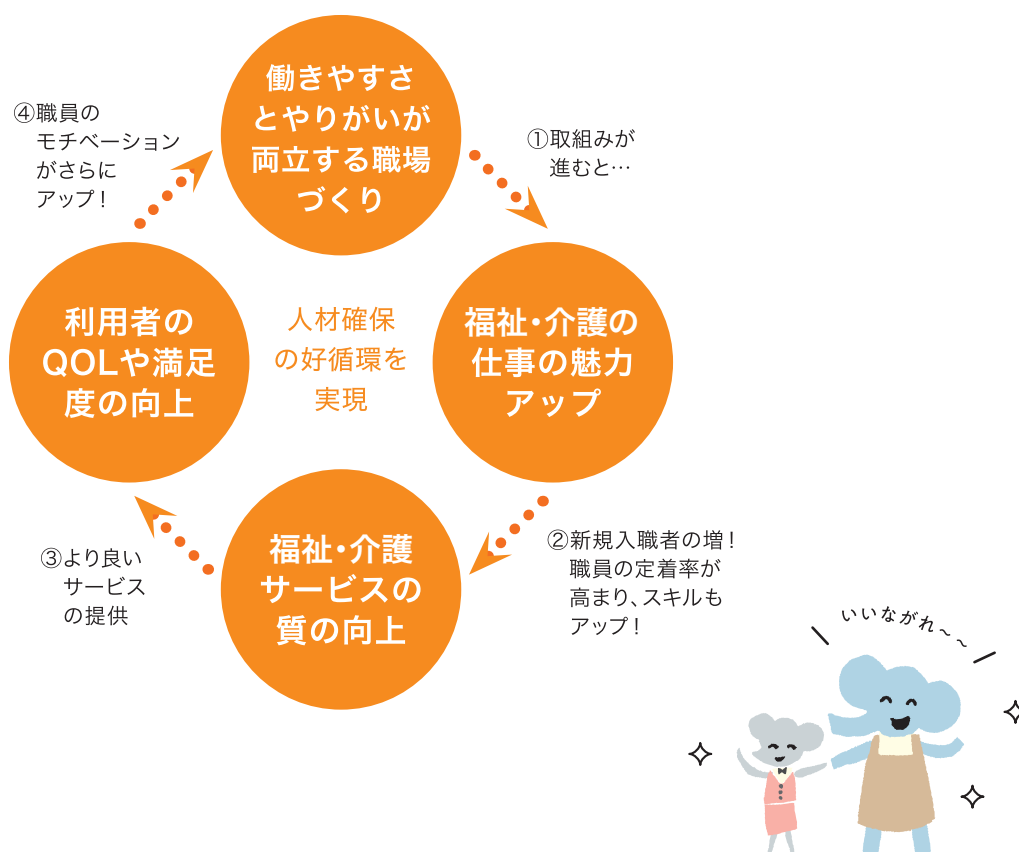 働きやすさ
とやりがいが
両立する職場
づくり
①取組みが
進むと…
福祉・介護の
仕事の魅力
アップ
②新規入職者の増！
職員の定着率が
高まり、スキルも
アップ！
福祉・介護
サービスの
質の向上
③より良い
サービス
の提供
利用者の
QOLや満足
度の向上
④職員の
モチベーション
がさらに
アップ！
人材確保
の好循環を
実現
いいながれ～～